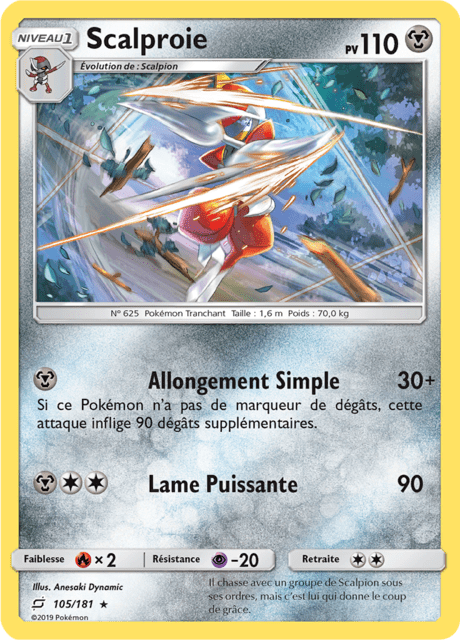 NIVEAU 1
Scalproie
PV 110
Évolution de : Scalpion
N° 625 Pokémon Tranchant Taille : 1,6 m Poids : 70,0 kg
Allongement Simple 30+
Si ce Pokémon n'a pas de marqueur de dégâts, cette
attaque inflige 90 dégâts supplémentaires.
Lame Puissante 90
Faiblesse ×2 Résistance -20 Retraite
Illus. Anesaki Dynamic
105/181 ★
©2019 Pokémon
Il chasse avec un groupe de Scalpion sous
ses ordres, mais c'est lui qui donne le coup
de grâce.